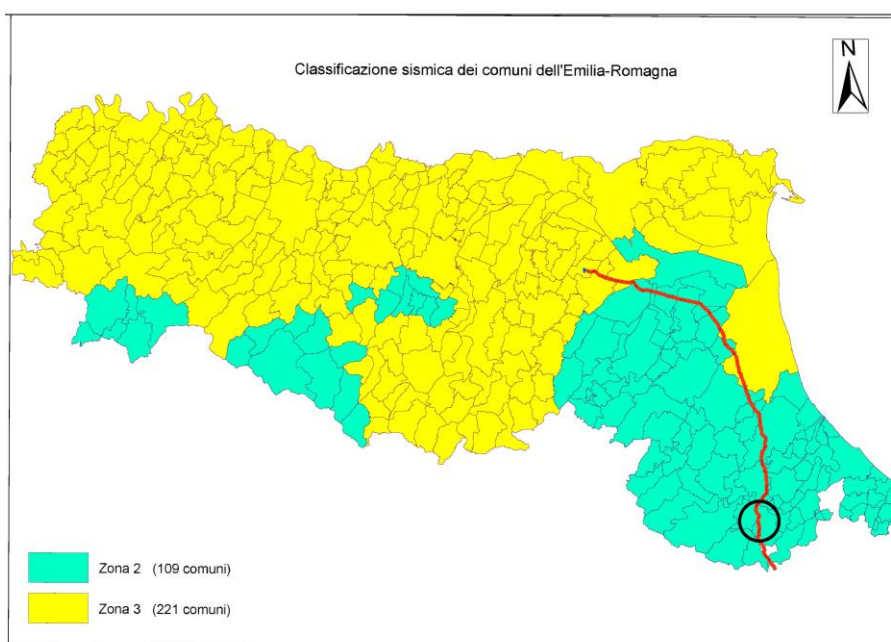 Classificazione sismica dei comuni dell'Emilia-Romagna
N
Zona 2 (109 comuni)
Zona 3 (221 comuni)